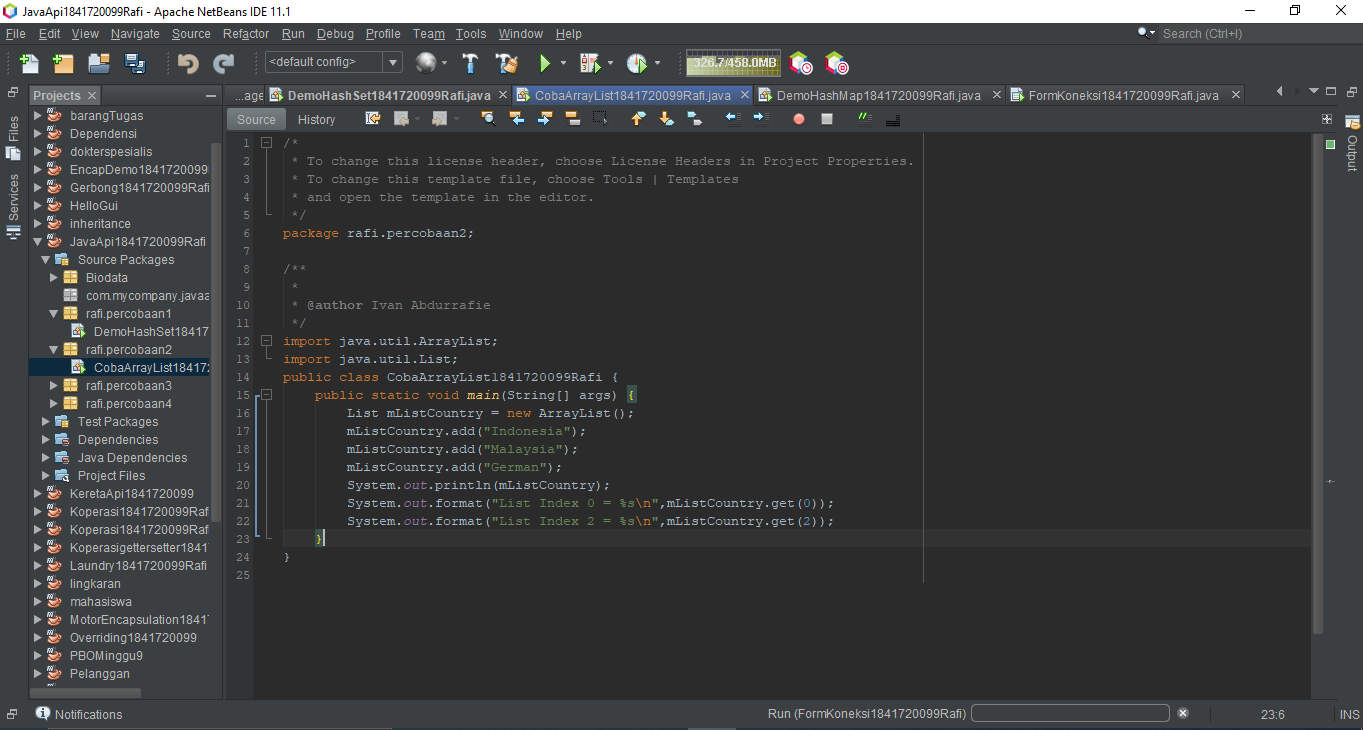 JavaApi1841720099Rafi - Apache NetBeans IDE 11.1
File Edit View Navigate Source Refactor Run Debug Profile Team Tools Window Help
Search (Ctrl+I)
<default config>
326.7/458.0MB
Projects
...age
DemoHashSet1841720099Rafi.java
CobaArrayList1841720099Rafi.java
DemoHashMap1841720099Rafi.java
FormKoneksi1841720099Rafi.java
Source History
Files
Services
Output
barangTugas
Dependensi
dokterspesialis
EncapDemo1841720099
Gerbong1841720099Rafi
HelloGui
inheritance
JavaApi1841720099Rafi
Source Packages
Biodata
com.mycompany.javaa
rafi.percobaan1
DemoHashSet18417
rafi.percobaan2
CobaArrayList18417
rafi.percobaan3
rafi.percobaan4
Test Packages
Dependencies
Java Dependencies
Project Files
KeretaApi1841720099
Koperasi1841720099Raf
Koperasi1841720099Raf
Koperasigettersetter1841
Laundry1841720099Rafi
lingkaran
mahasiswa
MotorEncapsulation1841
Overriding1841720099
PBOMinggu9
Pelanggan
1 /*
2 * To change this license header, choose License Headers in Project Properties.
3 * To change this template file, choose Tools | Templates
4 * and open the template in the editor.
5 */
6 package rafi.percobaan2;
7
8 /**
9 *
10 * @author Ivan Abdurrafie
11 */
12 import java.util.ArrayList;
13 import java.util.List;
14 public class CobaArrayList1841720099Rafi {
15 public static void main(String[] args) {
16 List mListCountry = new ArrayList();
17 mListCountry.add("Indonesia");
18 mListCountry.add("Malaysia");
19 mListCountry.add("German");
20 System.out.println(mListCountry);
21 System.out.format("List Index 0 = %s\n",mListCountry.get(0));
22 System.out.format("List Index 2 = %s\n",mListCountry.get(2));
23 }
24 }
25
Notifications
Run (FormKoneksi1841720099Rafi)
23:6
INS